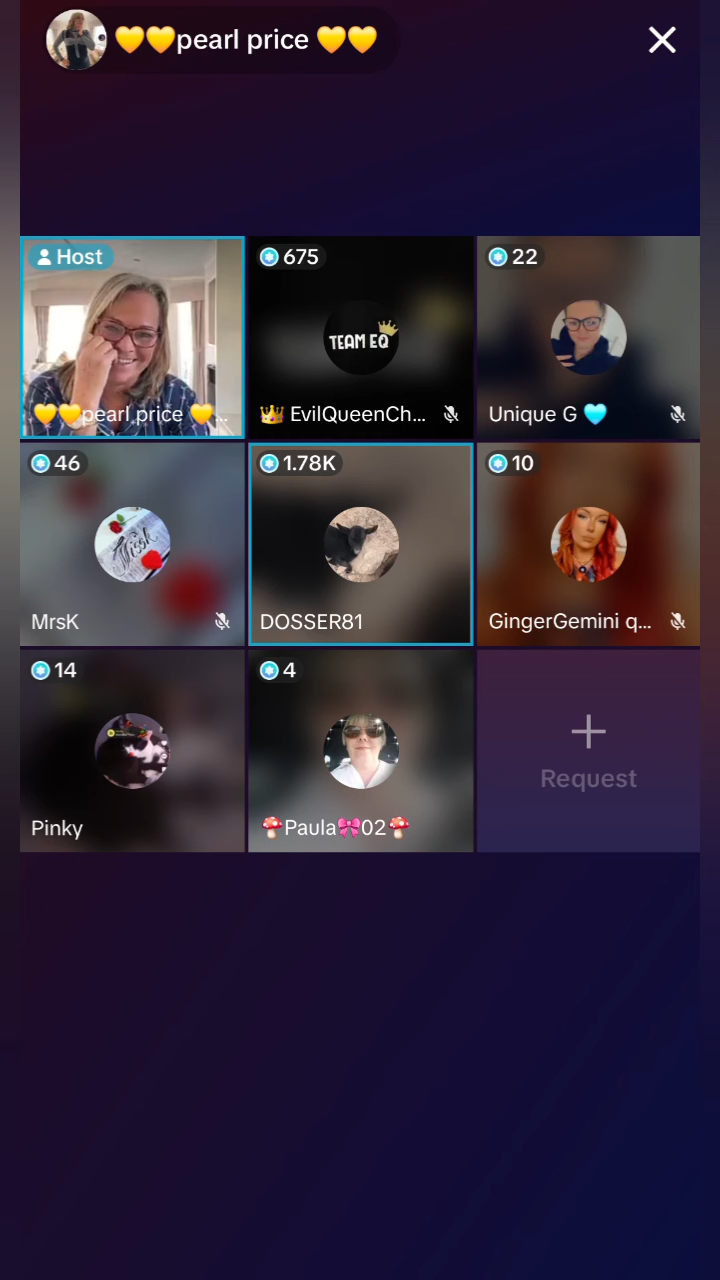 💛💛pearl price 💛💛
Host
675
22
TEAM EQ
💛💛pearl price 💛...
👑 EvilQueenCh...
Unique G 🩵
46
1.78K
10
MrsK
DOSSER81
GingerGemini q...
14
4
Pinky
🍄Paula🎀02🍄
Request